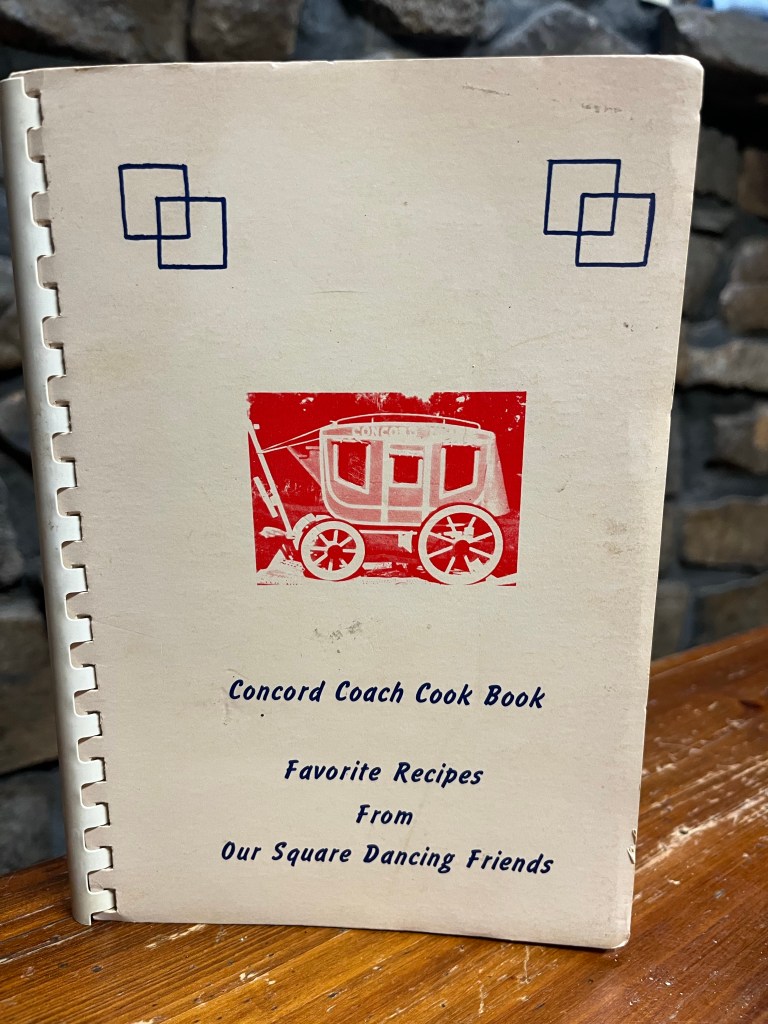 CONCORD
Concord Coach Cook Book
Favorite Recipes
From
Our Square Dancing Friends